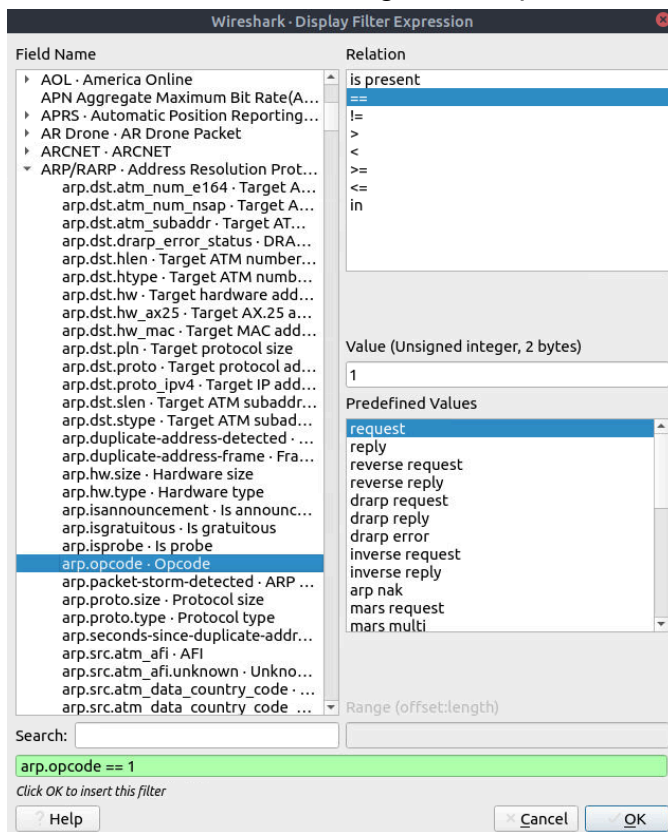 Wireshark · Display Filter Expression
Field Name
AOL · America Online
APN Aggregate Maximum Bit Rate(A...
APRS · Automatic Position Reporting...
AR Drone · AR Drone Packet
ARCNET · ARCNET
ARP/RARP · Address Resolution Prot...
arp.dst.atm_num_e164 · Target A...
arp.dst.atm_num_nsap · Target A...
arp.dst.atm_subaddr · Target AT...
arp.dst.drarp_error_status · DRA...
arp.dst.hlen · Target ATM number...
arp.dst.htype · Target ATM numb...
arp.dst.hw · Target hardware add...
arp.dst.hw_ax25 · Target AX.25 a...
arp.dst.hw_mac · Target MAC add...
arp.dst.pln · Target protocol size
arp.dst.proto · Target protocol ad...
arp.dst.proto_ipv4 · Target IP add...
arp.dst.slen · Target ATM subaddr...
arp.dst.stype · Target ATM subad...
arp.duplicate-address-detected · ...
arp.duplicate-address-frame · Fra...
arp.hw.size · Hardware size
arp.hw.type · Hardware type
arp.isannouncement · Is announc...
arp.isgratuitous · Is gratuitous
arp.isprobe · Is probe
arp.opcode · Opcode
arp.packet-storm-detected · ARP ...
arp.proto.size · Protocol size
arp.proto.type · Protocol type
arp.seconds-since-duplicate-addr...
arp.src.atm_afi · AFI
arp.src.atm_afi.unknown · Unkno...
arp.src.atm_data_country_code · ...
arp.src.atm_data_country_code ...
Search:
Relation
is present
==
!=
>
<
>=
<=
in
Value (Unsigned integer, 2 bytes)
1
Predefined Values
request
reply
reverse request
reverse reply
drarp request
drarp reply
drarp error
inverse request
inverse reply
arp nak
mars request
mars multi
Range (offset:length)
arp.opcode == 1
Click OK to insert this filter
Help
Cancel
OK